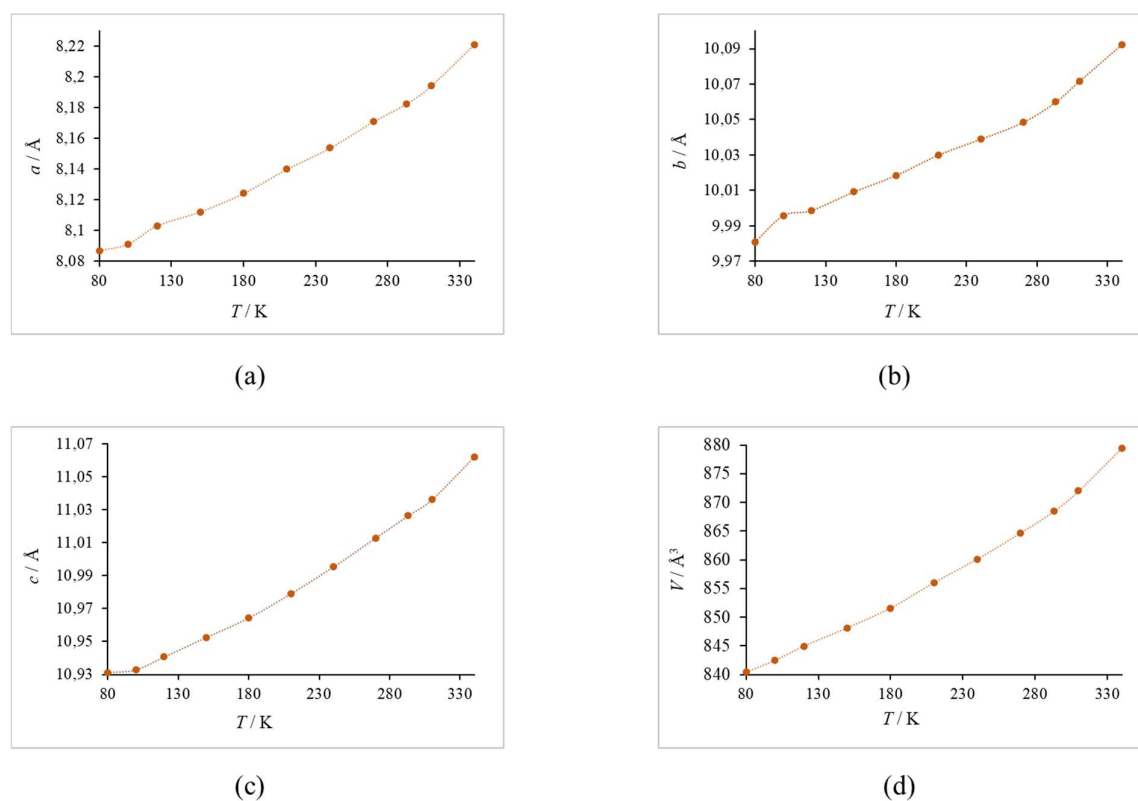 8,22
8,2
8,18
8,16
8,14
8,12
8,1
8,08
a / Å
80 130 180 230 280 330
T / K
(a)
10,09
10,07
10,05
10,03
10,01
9,99
9,97
b / Å
80 130 180 230 280 330
T / K
(b)
11,07
11,05
11,03
11,01
10,99
10,97
10,95
10,93
c / Å
80 130 180 230 280 330
T / K
(c)
880
875
870
865
860
855
850
845
840
V / Å³
80 130 180 230 280 330
T / K
(d)